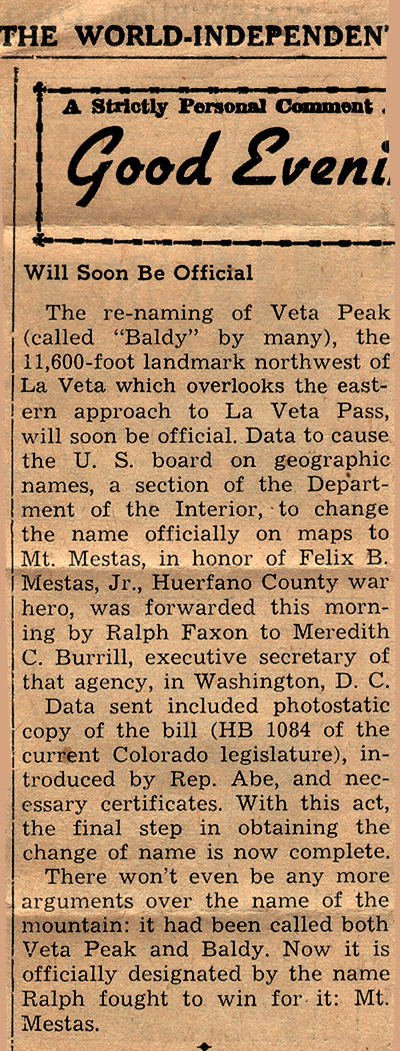 THE WORLD-INDEPENDEN
A Strictly Personal Comment .
Good Eveni
Will Soon Be Official
The re-naming of Veta Peak
(called "Baldy" by many), the
11,600-foot landmark northwest of
La Veta which overlooks the east-
ern approach to La Veta Pass,
will soon be official. Data to cause
the U. S. board on geographic
names, a section of the Depart-
ment of the Interior, to change
the name officially on maps to
Mt. Mestas, in honor of Felix B.
Mestas, Jr., Huerfano County war
hero, was forwarded this morn-
ing by Ralph Faxon to Meredith
C. Burrill, executive secretary of
that agency, in Washington, D. C.
Data sent included photostatic
copy of the bill (HB 1084 of the
current Colorado legislature), in-
troduced by Rep. Abe, and nec-
essary certificates. With this act,
the final step in obtaining the
change of name is now complete.
There won't even be any more
arguments over the name of the
mountain: it had been called both
Veta Peak and Baldy. Now it is
officially designated by the name
Ralph fought to win for it: Mt.
Mestas.